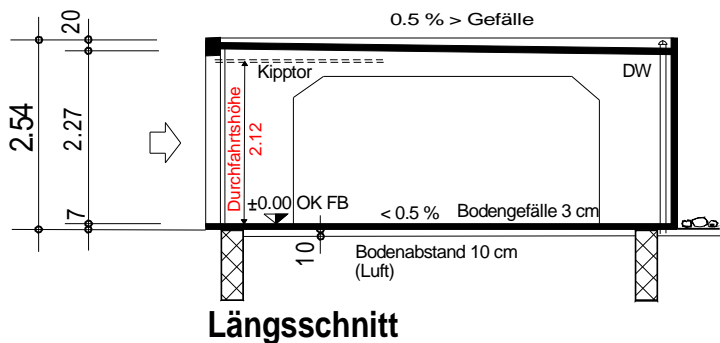 20
0.5 % > Gefälle
Kipptor
DW
2.54
2.27
Durchfahrtshöhe
2.12
±0.00 OK FB
< 0.5 %
Bodengefälle 3 cm
7
10
Bodenabstand 10 cm
(Luft)
Längsschnitt